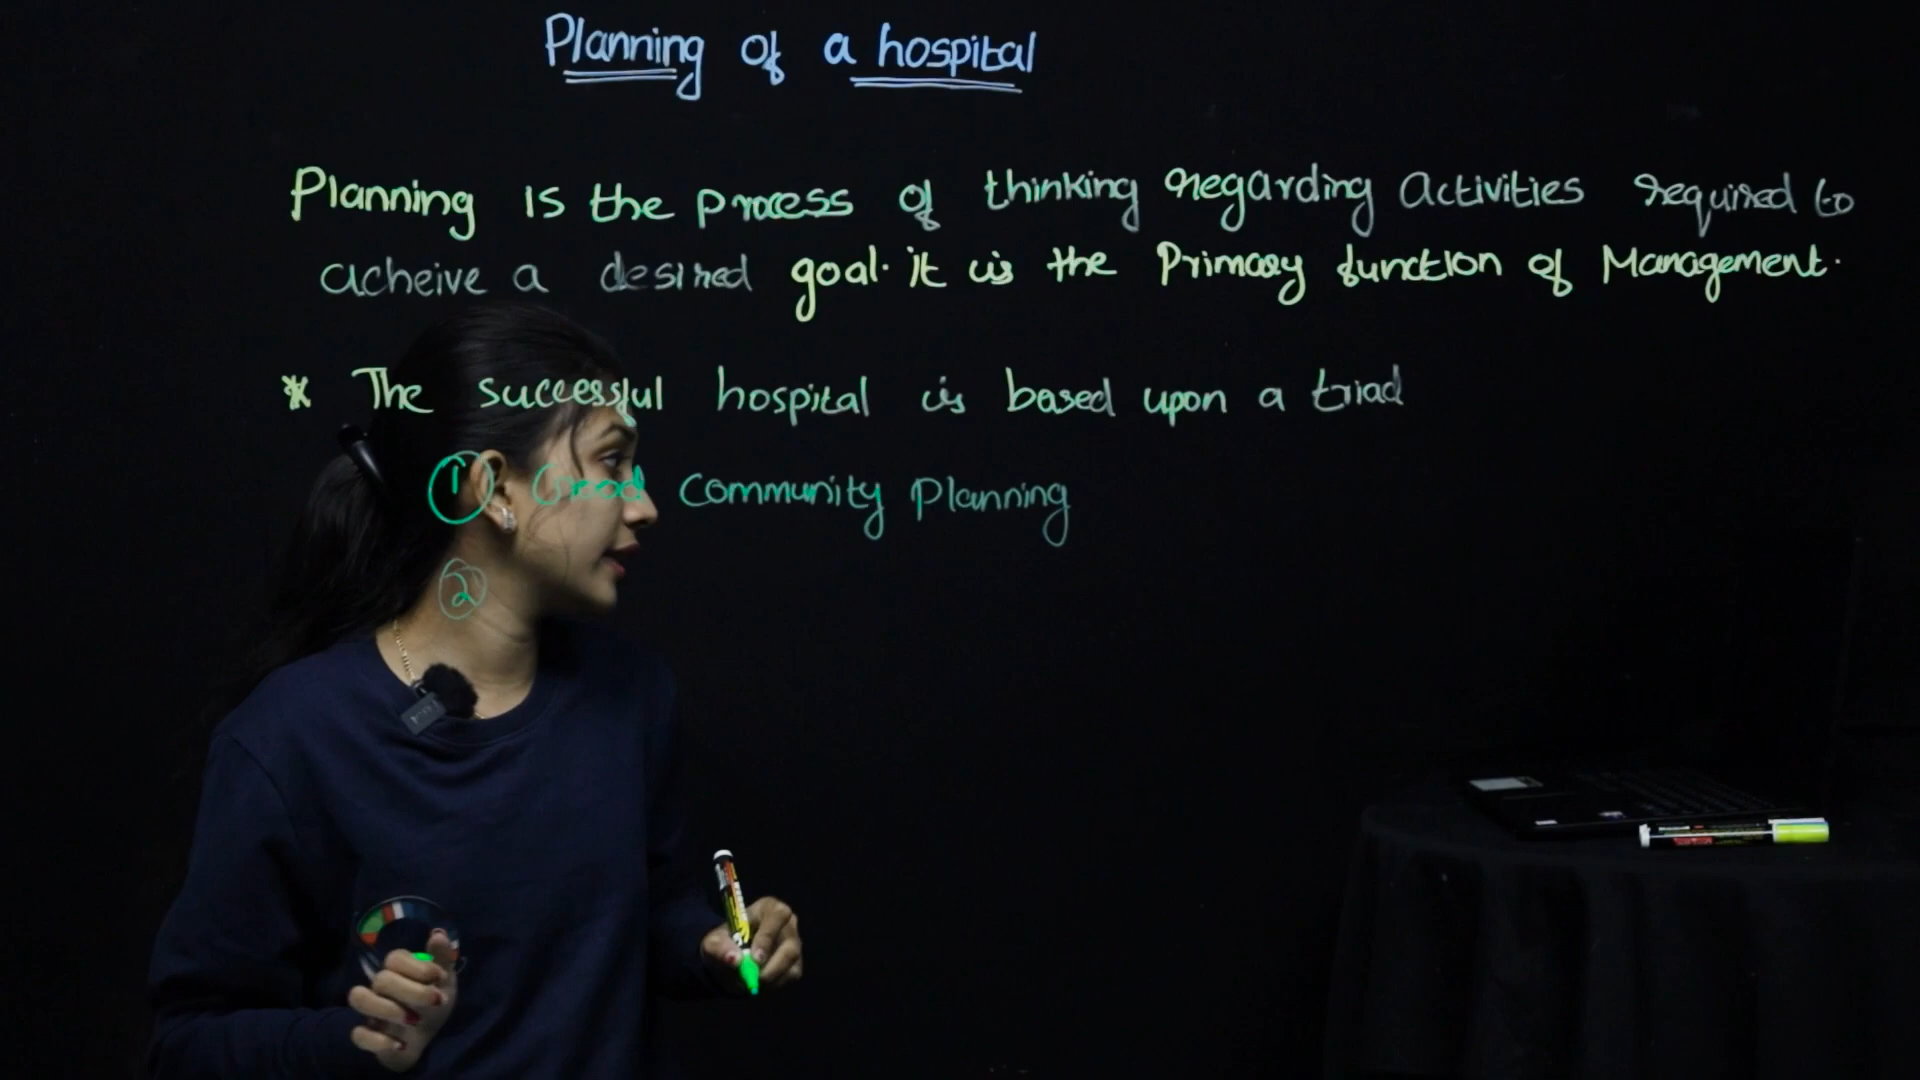 Planning of a hospital
Planning is the process of thinking regarding activities required to
acheive a desired goal. it is the Primary function of Management.
* The successful hospital is based upon a triad
① Good community planning
②